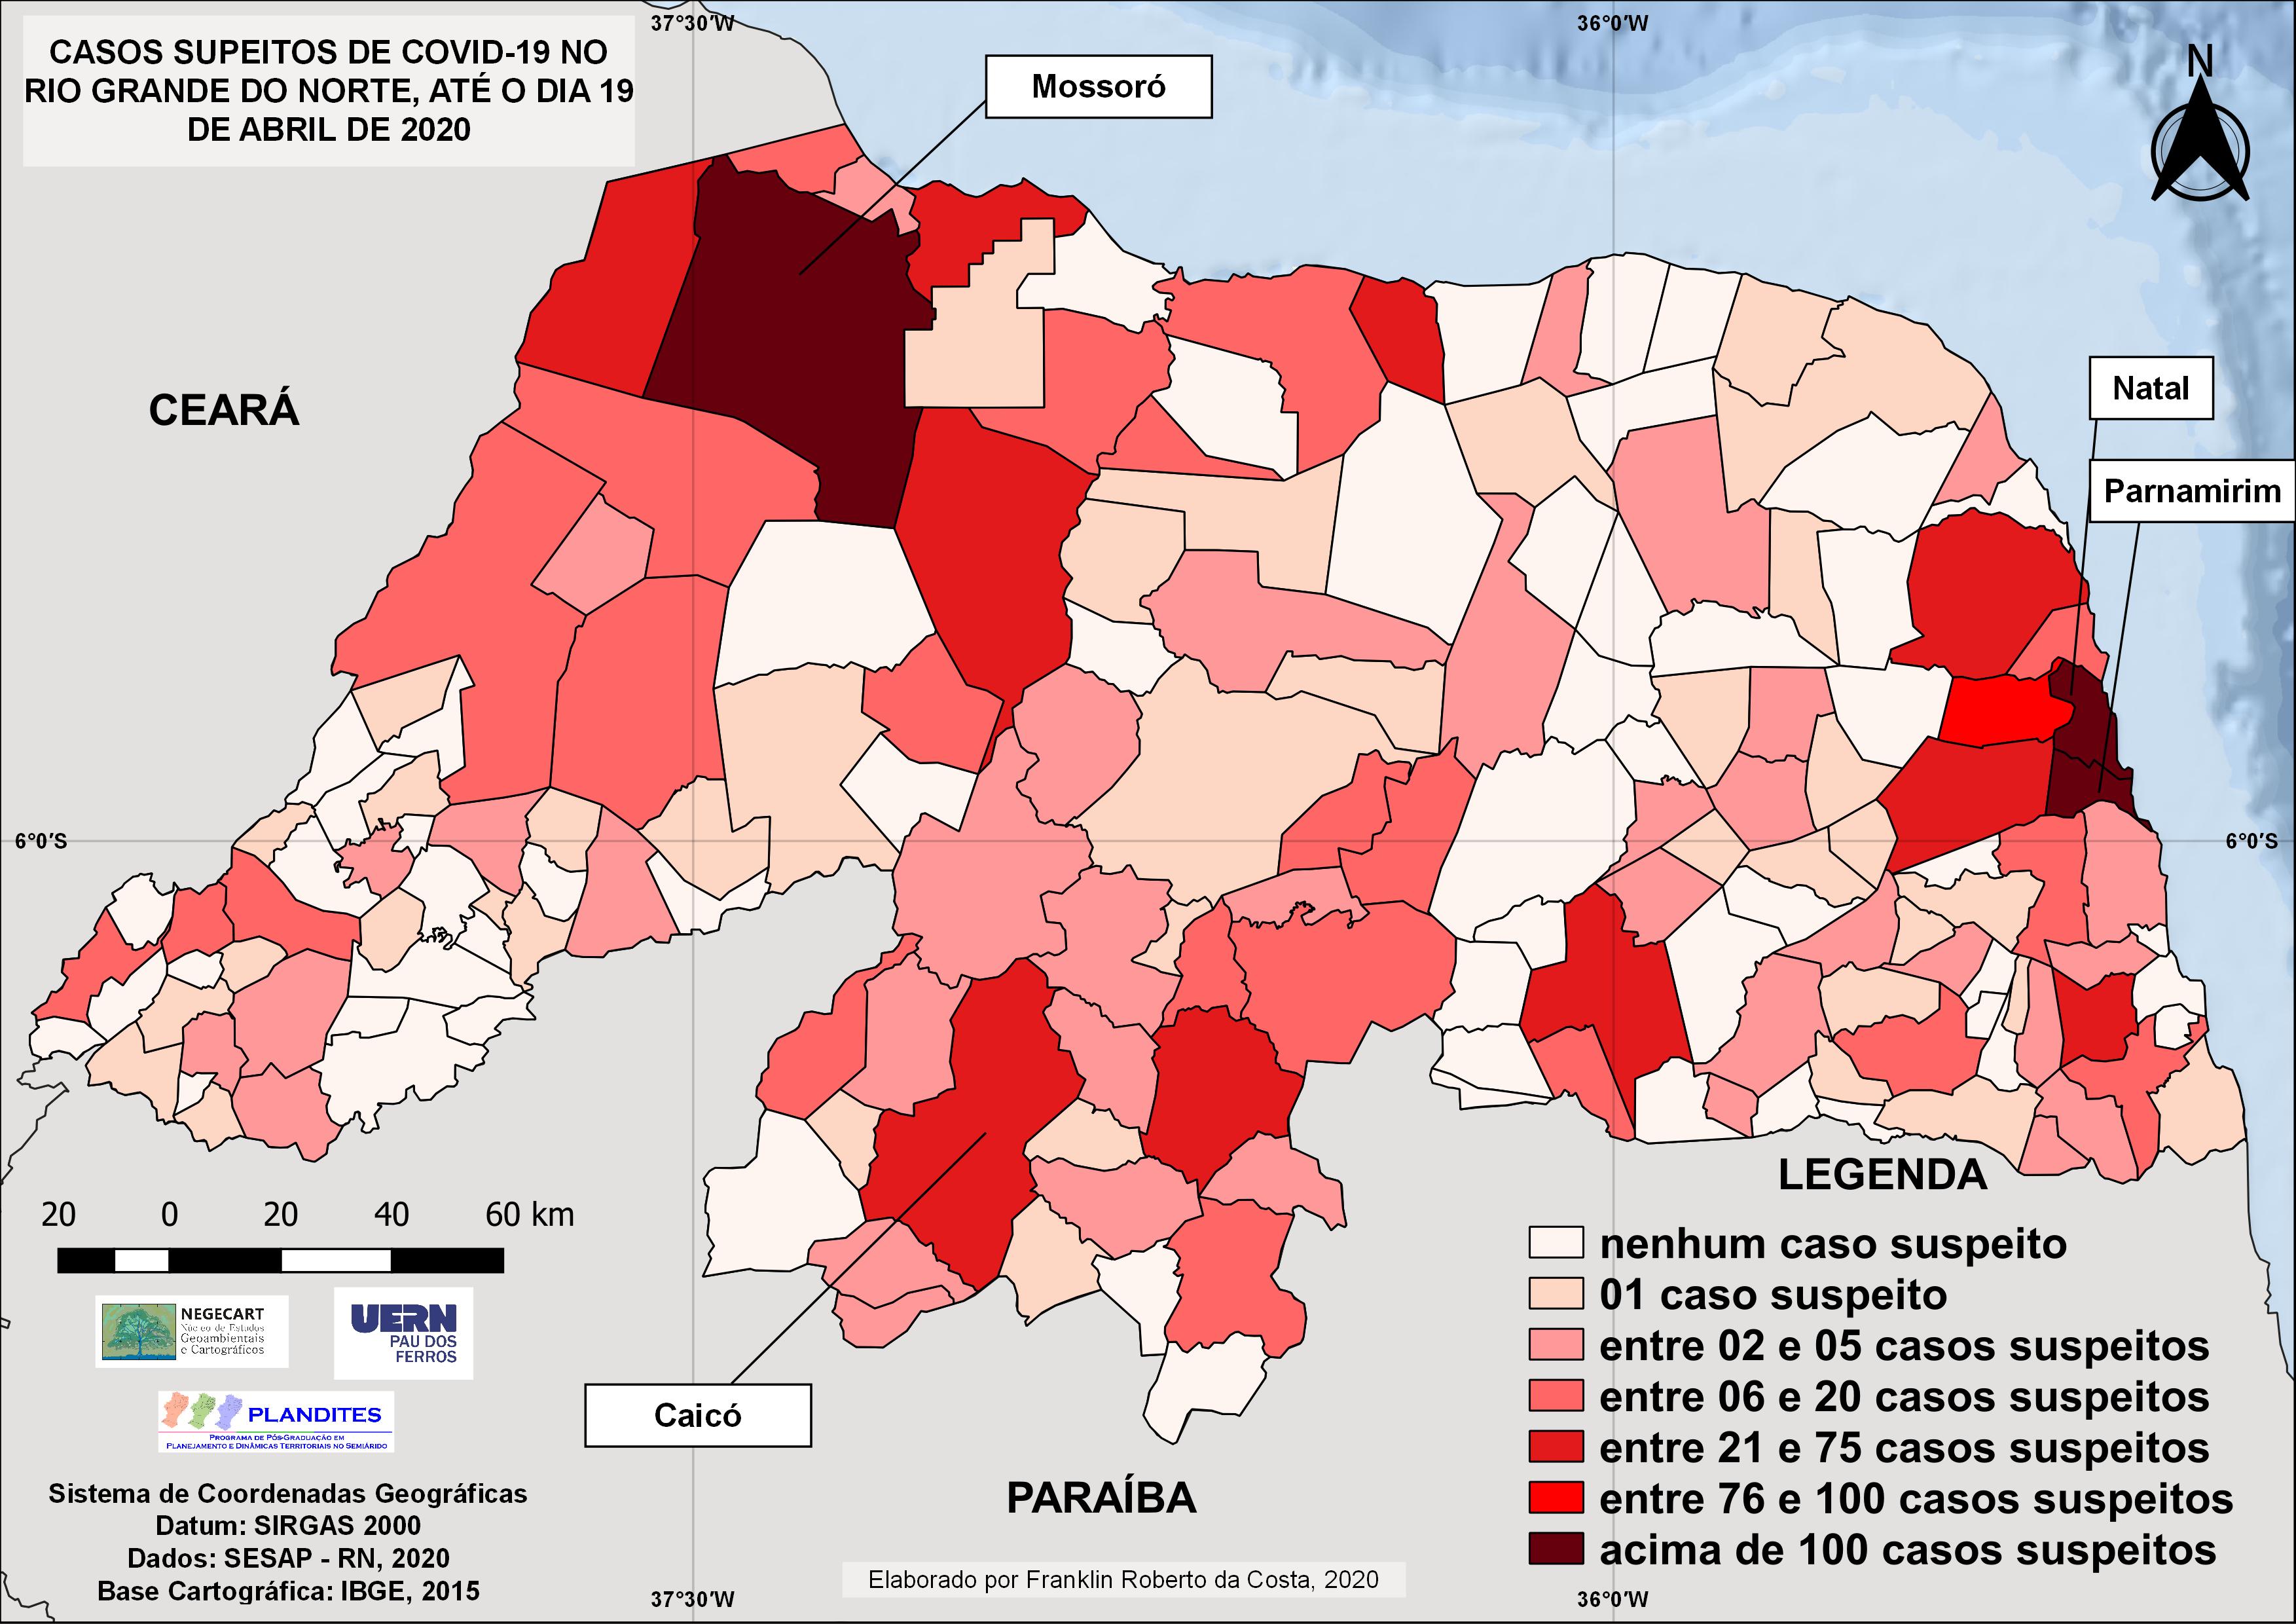 CASOS SUPEITOS DE COVID-19 NO
RIO GRANDE DO NORTE, ATÉ O DIA 19
DE ABRIL DE 2020
37°30′W
36°0′W
N
Mossoró
Natal
Parnamirim
CEARÁ
6°0′S
6°0′S
20 0 20 40 60 km
NEGECART
Núcleo de Estudos
Geoambientais
e Cartográficos
UERN
PAU DOS
FERROS
PLANDITES
PROGRAMA DE PÓS-GRADUAÇÃO EM
PLANEJAMENTO E DINÂMICAS TERRITORIAIS NO SEMIÁRIDO
Caicó
PARAÍBA
Sistema de Coordenadas Geográficas
Datum: SIRGAS 2000
Dados: SESAP - RN, 2020
Base Cartográfica: IBGE, 2015
LEGENDA
nenhum caso suspeito
01 caso suspeito
entre 02 e 05 casos suspeitos
entre 06 e 20 casos suspeitos
entre 21 e 75 casos suspeitos
entre 76 e 100 casos suspeitos
acima de 100 casos suspeitos
Elaborado por Franklin Roberto da Costa, 2020
37°30′W
36°0′W